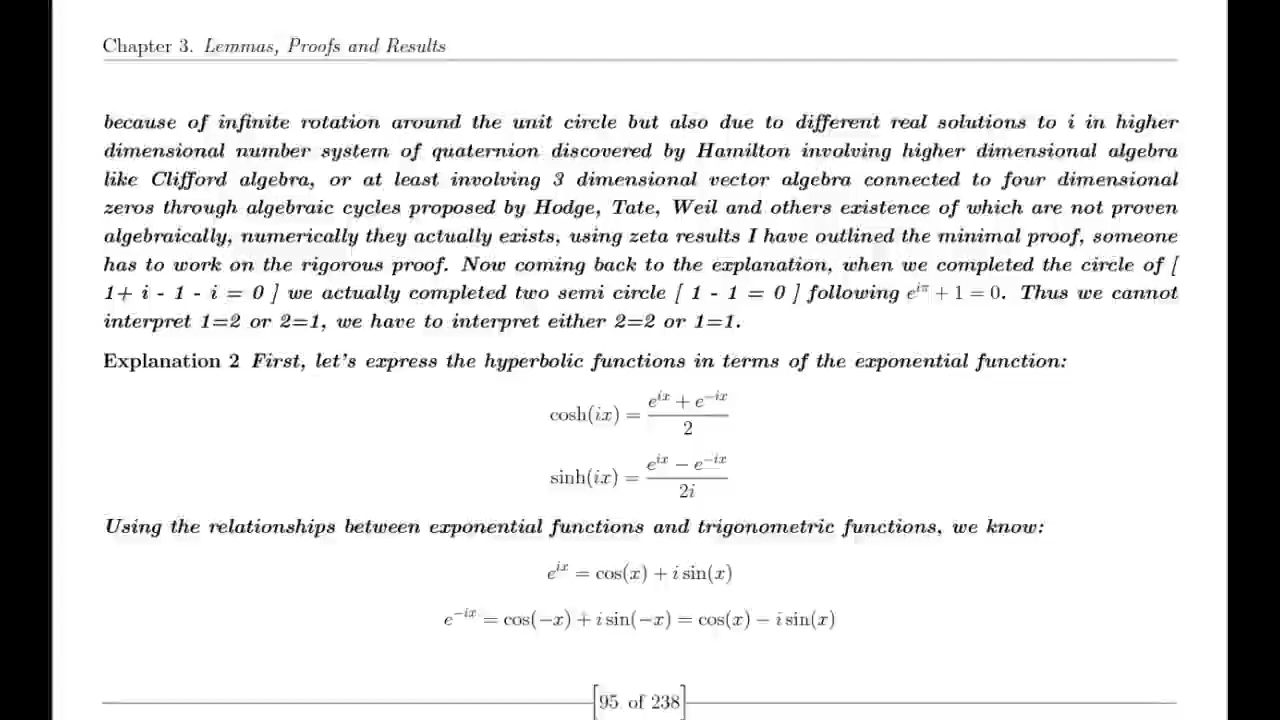 Chapter 3. Lemmas, Proofs and Results
because of infinite rotation around the unit circle but also due to different real solutions to i in higher
dimensional number system of quaternion discovered by Hamilton involving higher dimensional algebra
like Clifford algebra, or at least involving 3 dimensional vector algebra connected to four dimensional
zeros through algebraic cycles proposed by Hodge, Tate, Weil and others existence of which are not proven
algebraically, numerically they actually exists, using zeta results I have outlined the minimal proof, someone
has to work on the rigorous proof. Now coming back to the explanation, when we completed the circle of [
1+ i - 1 - i = 0 ] we actually completed two semi circle [ 1 - 1 = 0 ] following e^{iπ} + 1 = 0. Thus we cannot
interpret 1=2 or 2=1, we have to interpret either 2=2 or 1=1.
Explanation 2 First, let's express the hyperbolic functions in terms of the exponential function:
cosh(ix) = \frac{e^{ix} + e^{-ix}}{2}
sinh(ix) = \frac{e^{ix} − e^{-ix}}{2i}
Using the relationships between exponential functions and trigonometric functions, we know:
e^{ix} = cos(x) + i sin(x)
e^{-ix} = cos(−x) + i sin(−x) = cos(x) − i sin(x)
[95 of 238]